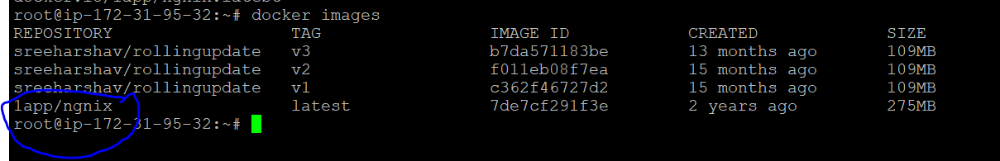 root@ip-172-31-95-32:~# docker images
REPOSITORY TAG IMAGE ID CREATED SIZE
sreeharshav/rollingupdate v3 b7da571183be 13 months ago 109MB
sreeharshav/rollingupdate v2 f011eb08f7ea 15 months ago 109MB
sreeharshav/rollingupdate v1 c362f46727d2 15 months ago 109MB
1app/ngnix latest 7de7cf291f3e 2 years ago 275MB
root@ip-172-31-95-32:~#